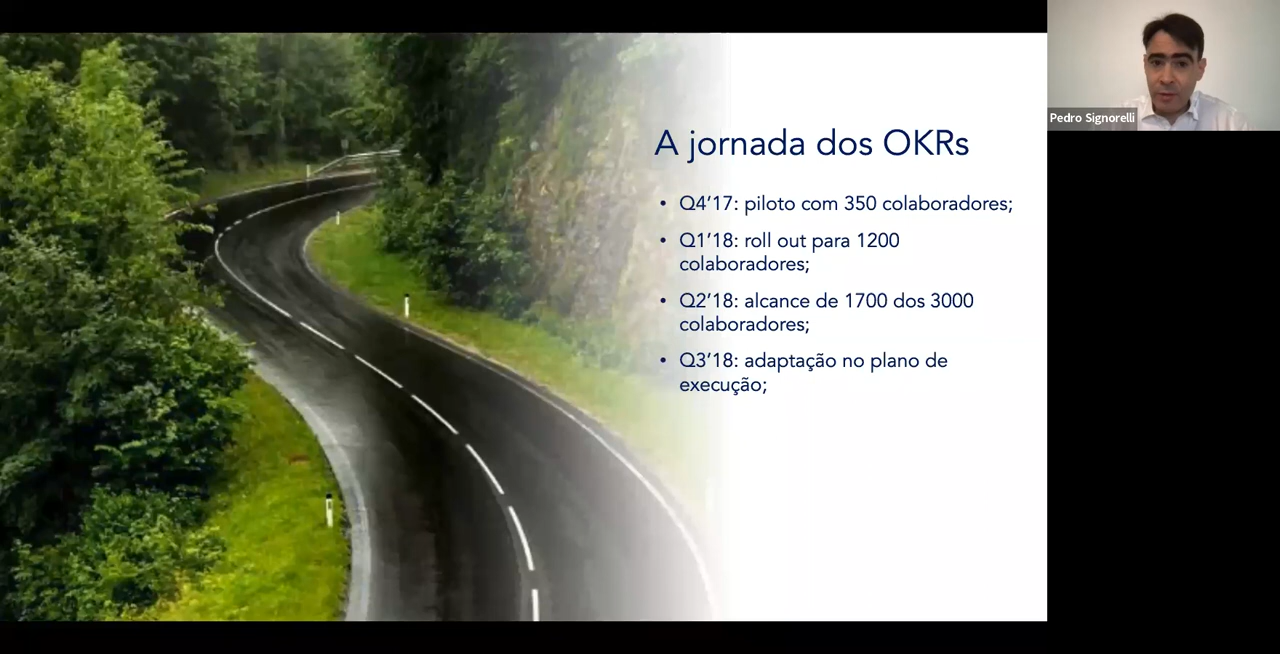 A jornada dos OKRs
• Q4’17: piloto com 350 colaboradores;
• Q1’18: roll out para 1200
colaboradores;
• Q2’18: alcance de 1700 dos 3000
colaboradores;
• Q3’18: adaptação no plano de
execução;
Pedro Signorelli